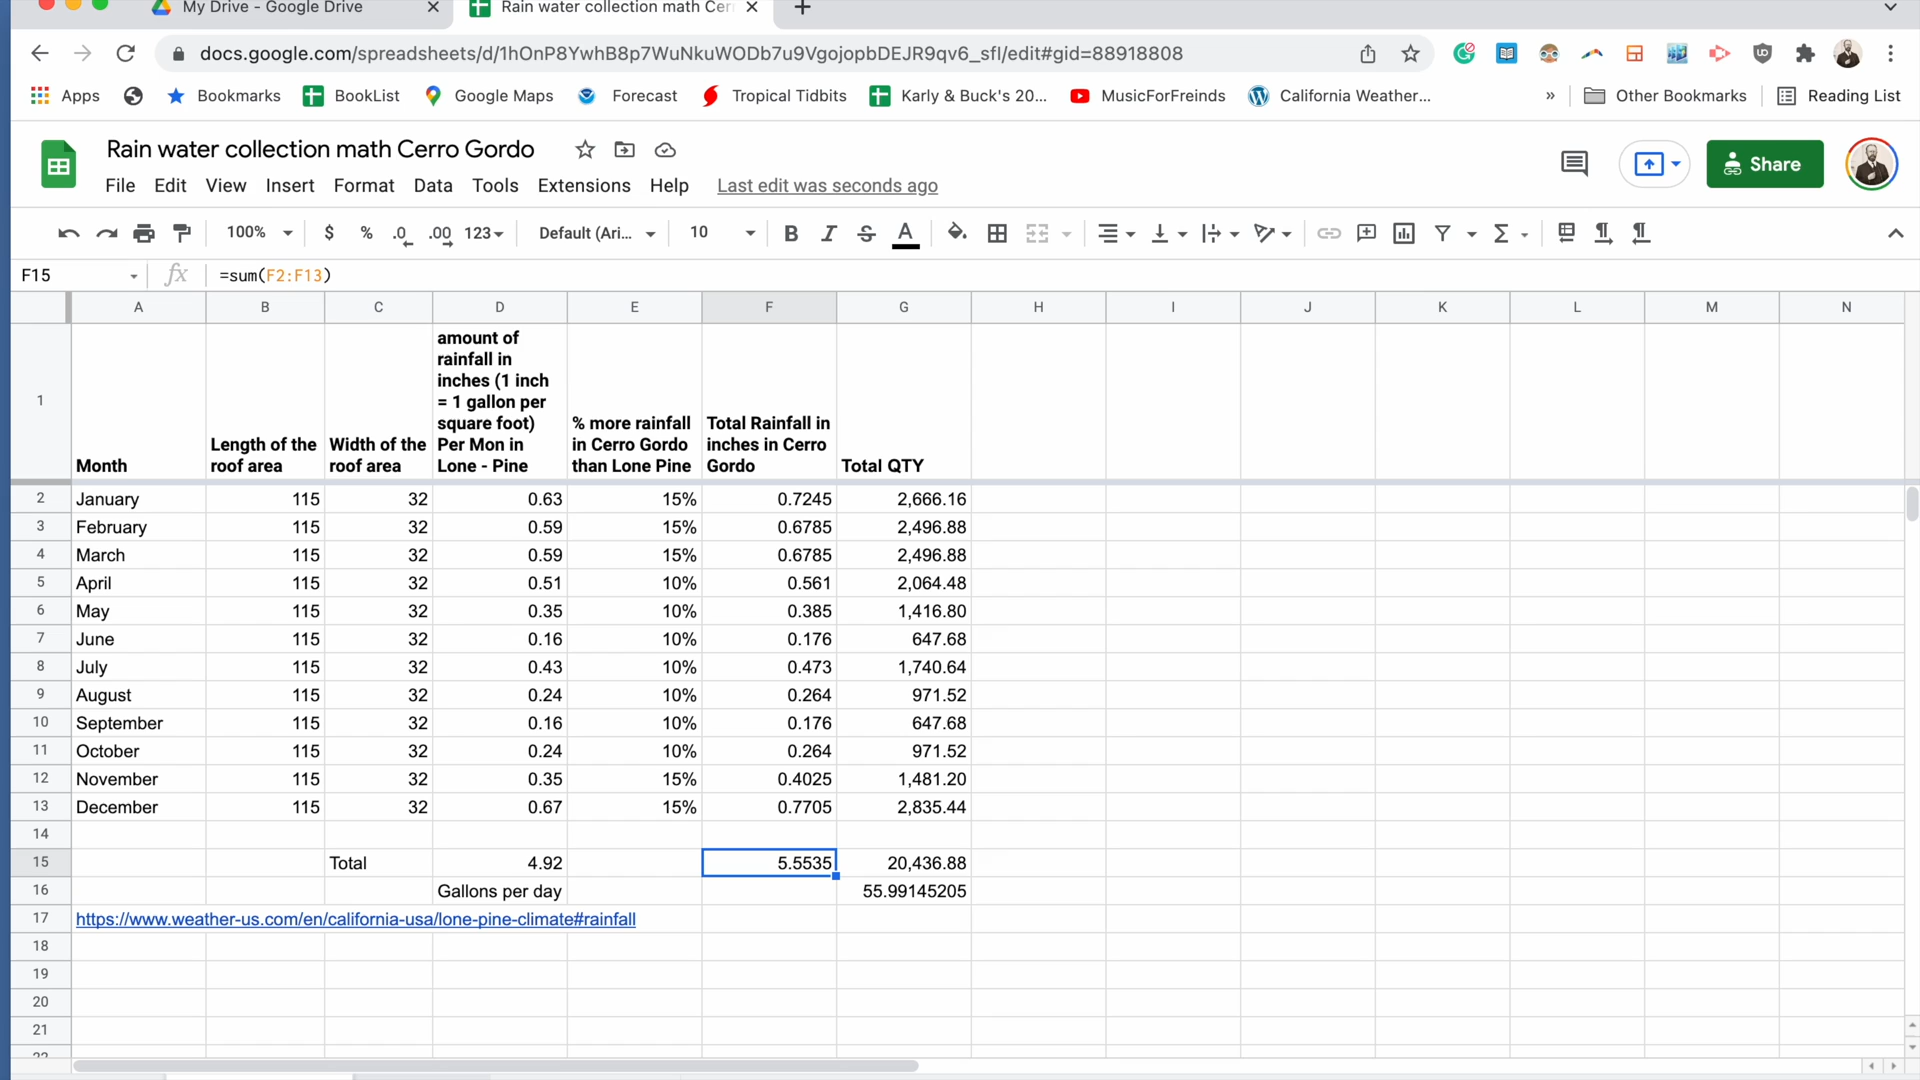 My Drive - Google Drive
Rain water collection math Cerr
docs.google.com/spreadsheets/d/1hOnP8YwhB8p7WuNkuWODb7u9VgojopbDEJR9qv6_sfI/edit#gid=88918808
Apps Bookmarks BookList Google Maps Forecast Tropical Tidbits Karly & Buck's 20... MusicForFreinds California Weather... » Other Bookmarks Reading List
Rain water collection math Cerro Gordo
File Edit View Insert Format Data Tools Extensions Help Last edit was seconds ago
Share
100% $ % .0 .00 123 Default (Ari... 10 B I S A
F15 fx =sum(F2:F13)
A B C D E F G H I J K L M N
1
Month
Length of the
roof area
Width of the
roof area
amount of
rainfall in
inches (1 inch
= 1 gallon per
square foot)
Per Mon in
Lone - Pine
% more rainfall
in Cerro Gordo
than Lone Pine
Total Rainfall in
inches in Cerro
Gordo
Total QTY
2 January 115 32 0.63 15% 0.7245 2,666.16
3 February 115 32 0.59 15% 0.6785 2,496.88
4 March 115 32 0.59 15% 0.6785 2,496.88
5 April 115 32 0.51 10% 0.561 2,064.48
6 May 115 32 0.35 10% 0.385 1,416.80
7 June 115 32 0.16 10% 0.176 647.68
8 July 115 32 0.43 10% 0.473 1,740.64
9 August 115 32 0.24 10% 0.264 971.52
10 September 115 32 0.16 10% 0.176 647.68
11 October 115 32 0.24 10% 0.264 971.52
12 November 115 32 0.35 15% 0.4025 1,481.20
13 December 115 32 0.67 15% 0.7705 2,835.44
14
15 Total 4.92 5.5535 20,436.88
16 Gallons per day 55.99145205
17 https://www.weather-us.com/en/california-usa/lone-pine-climate#rainfall
18
19
20
21
22